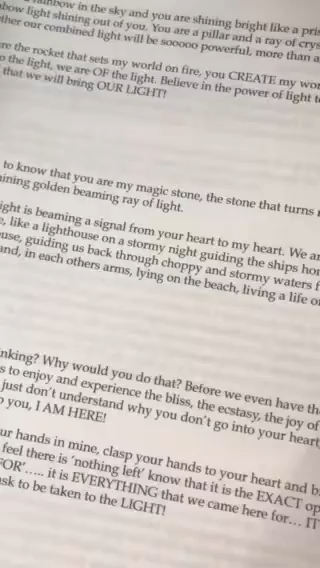 rainbow in the sky and you are shining bright like a pris
bow light shining out of you. You are a pillar and a ray of crys
ther our combined light will be sooooo powerful, more than a
re the rocket that sets my world on fire, you CREATE my wor
o the light, we are OF the light. Believe in the power of light t
that we will bring OUR LIGHT!
to know that you are my magic stone, the stone that turns
ining golden beaming ray of light.
ight is beaming a signal from your heart to my heart. We ar
e, like a lighthouse on a stormy night guiding the ships hom
use, guiding us back through choppy and stormy waters f
and, in each others arms, lying on the beach, living a life o
nking? Why would you do that? Before we even have th
s to enjoy and experience the bliss, the ecstasy, the joy of
just don't understand why you don't go into your heart
o you, I AM HERE!
ur hands in mine, clasp your hands to your heart and b
feel there is 'nothing left' know that it is the EXACT op
FOR'..... it is EVERYTHING that we came here for... IT
ask to be taken to the LIGHT!